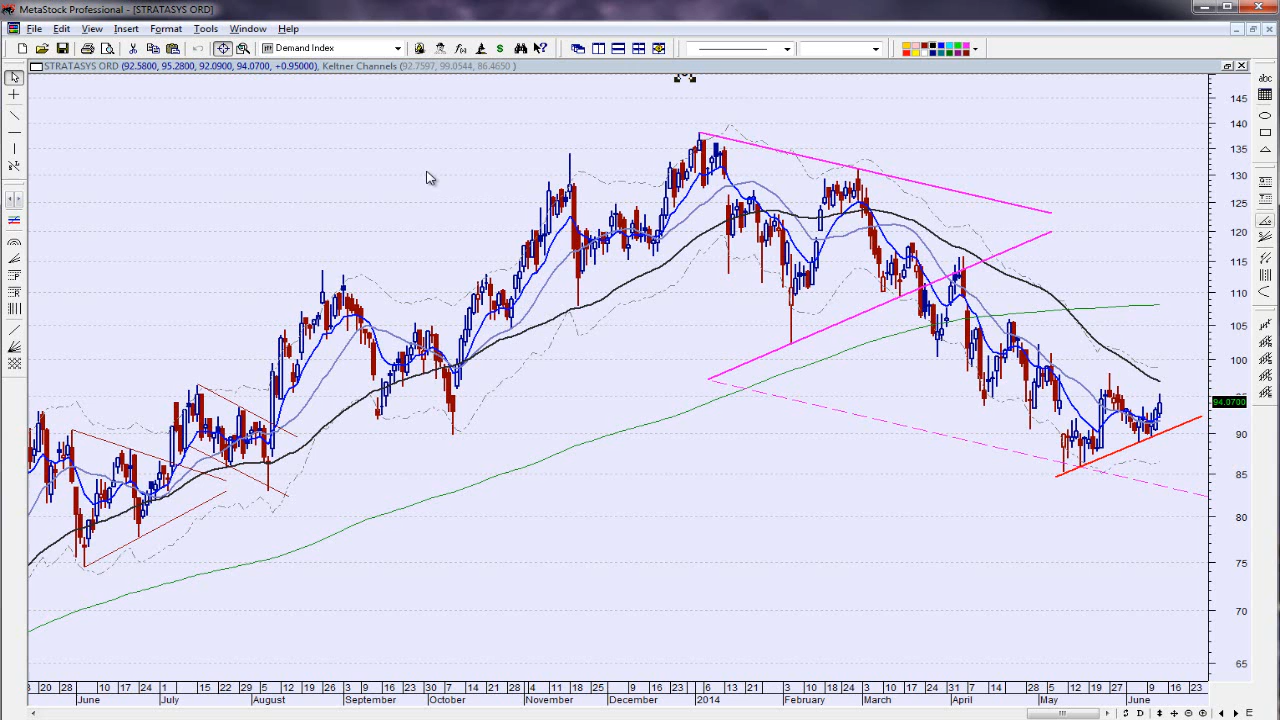 MetaStock Professional - [STRATASYS ORD]
File Edit View Insert Format Tools Window Help
Demand Index
STRATASYS ORD (92.5800, 95.2800, 92.0900, 94.0700, +0.95000), Keltner Channels (92.7597, 99.0544, 86.4650 )
abc
145
140
135
130
125
120
115
110
105
100
94.0700
90
85
80
75
70
65
20 28 10 17 24 1 15 22 29 5 12 19 26 3 9 16 23 30 7 14 21 28 4 11 18 25 9 16 23 6 13 21 3 10 18 24 3 10 17 24 31 7 14 28 5 12 19 27 2 9 16 23
June July August September October November December 2014 February March April May June